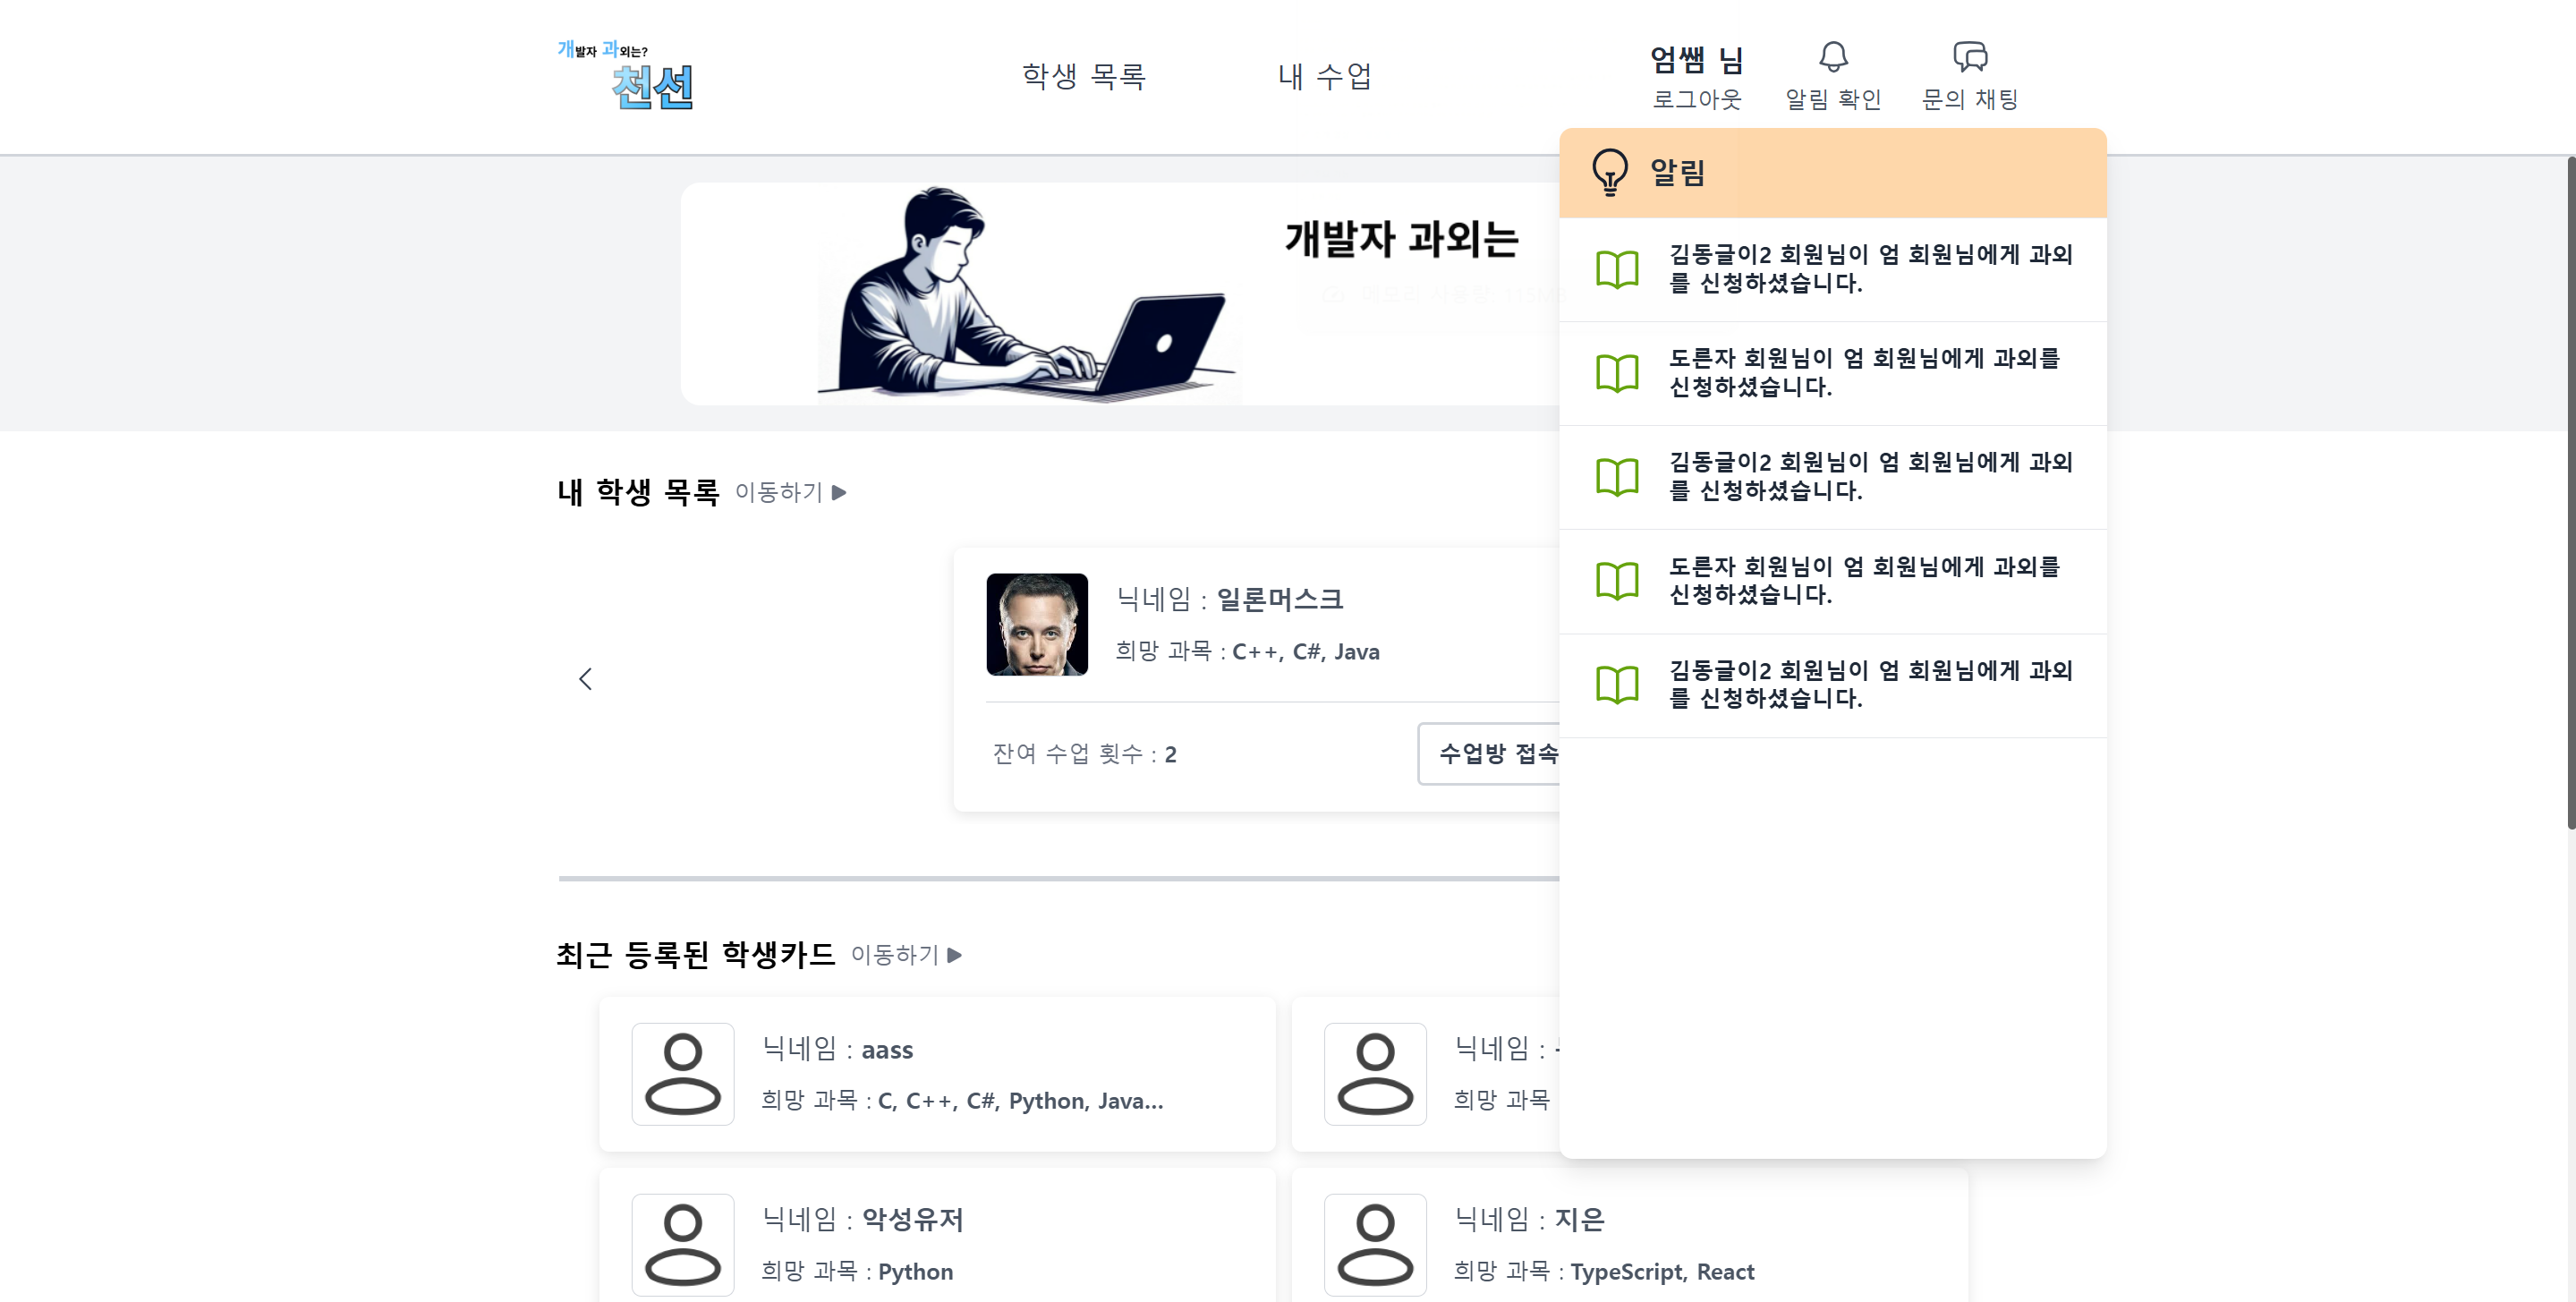 개발자 과외는?
천선
학생 목록
내 수업
엄쌤 님
로그아웃
알림 확인
문의 채팅
알림
김동글이2 회원님이 엄 회원님에게 과외
를 신청하셨습니다.
도른자 회원님이 엄 회원님에게 과외를
신청하셨습니다.
김동글이2 회원님이 엄 회원님에게 과외
를 신청하셨습니다.
도른자 회원님이 엄 회원님에게 과외를
신청하셨습니다.
김동글이2 회원님이 엄 회원님에게 과외
를 신청하셨습니다.
개발자 과외는
내 학생 목록 이동하기 ▶
닉네임 : 일론머스크
희망 과목 : C++, C#, Java
잔여 수업 횟수 : 2
수업방 접속
최근 등록된 학생카드 이동하기 ▶
닉네임 : aass
희망 과목 : C, C++, C#, Python, Java...
닉네임 :
희망 과목
닉네임 : 악성유저
희망 과목 : Python
닉네임 : 지은
희망 과목 : TypeScript, React